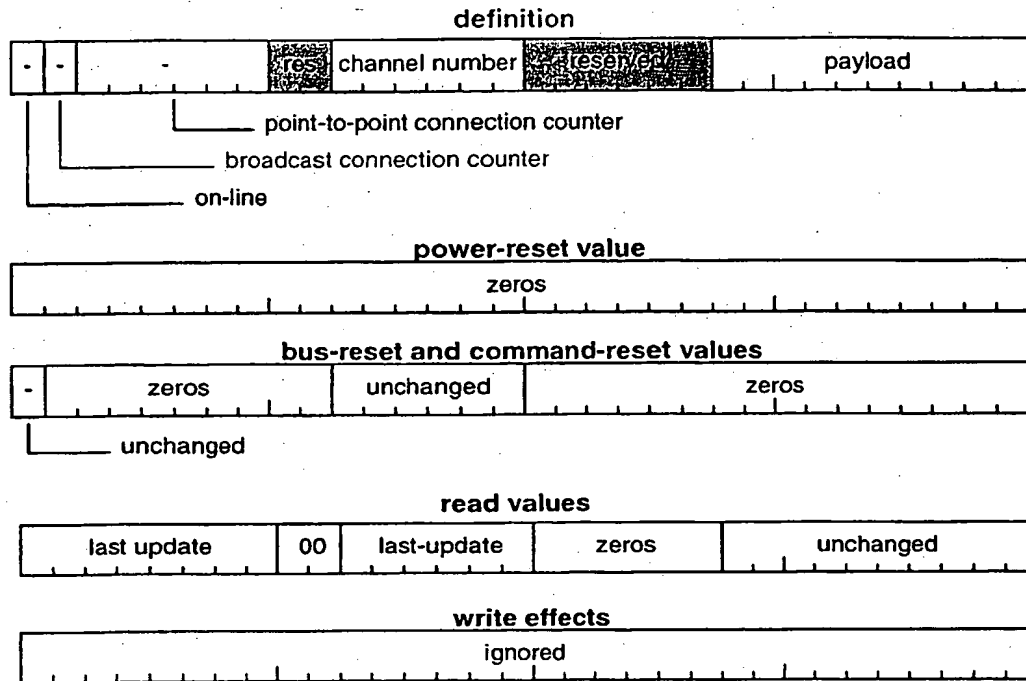 definition
- - - res channel number reserved payload
point-to-point connection counter
broadcast connection counter
on-line
power-reset value
zeros
bus-reset and command-reset values
- zeros unchanged zeros
unchanged
read values
last update 00 last-update zeros unchanged
write effects
ignored